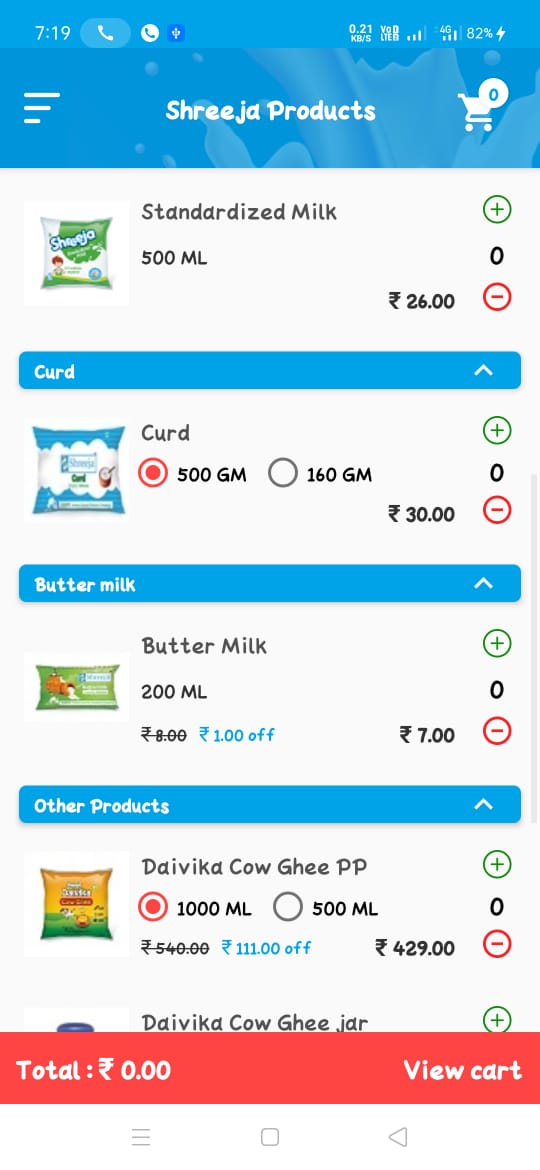 7:19
0.21 KB/S
4G 82%
Shreeja Products
0
Shreeja
Standardized Milk
500 ML
0
₹ 26.00
Curd
Shreeja
Curd
Curd
500 GM
160 GM
0
₹ 30.00
Butter milk
Butter Milk
200 ML
0
₹ 8.00 ₹ 1.00 off
₹ 7.00
Other Products
Daivika Cow Ghee PP
1000 ML
500 ML
0
₹ 540.00 ₹ 111.00 off
₹ 429.00
Daivika Cow Ghee jar
Total : ₹ 0.00
View cart